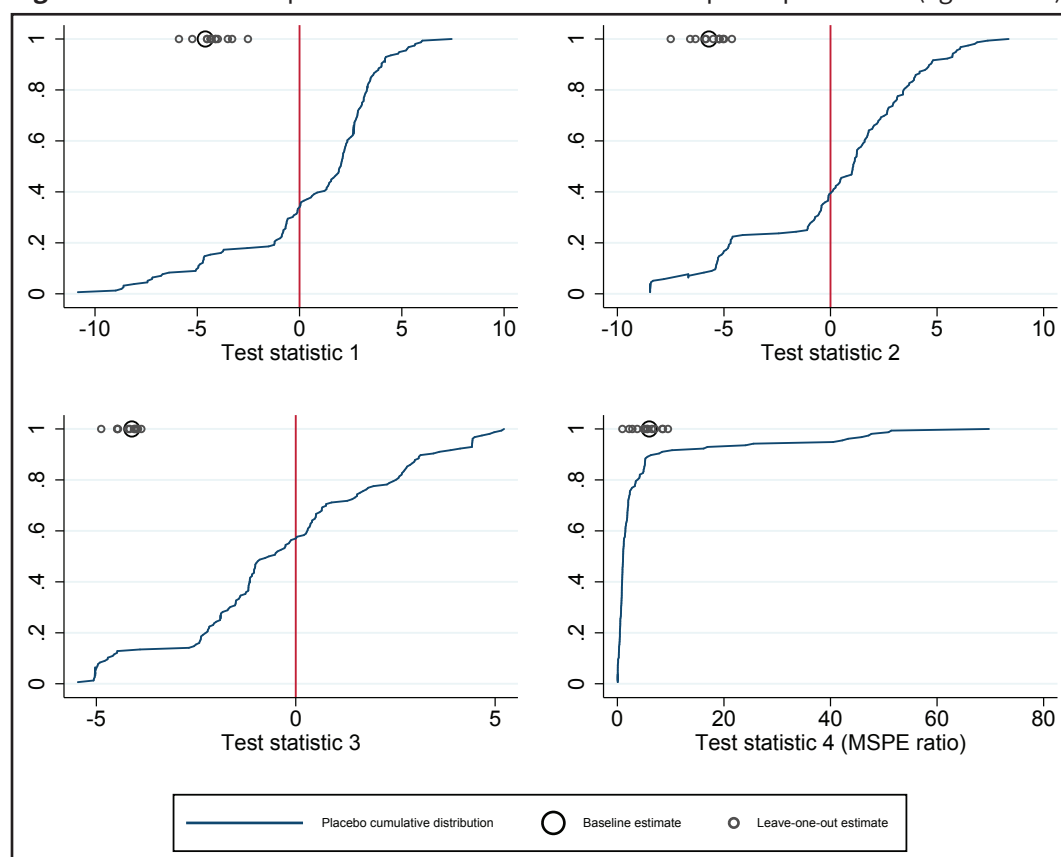 1
.8
.6
.4
.2
0
-10 -5 0 5 10
Test statistic 1
1
.8
.6
.4
.2
0
-10 -5 0 5 10
Test statistic 2
1
.8
.6
.4
.2
0
-5 0 5
Test statistic 3
1
.8
.6
.4
.2
0
0 20 40 60 80
Test statistic 4 (MSPE ratio)
Placebo cumulative distribution Baseline estimate Leave-one-out estimate